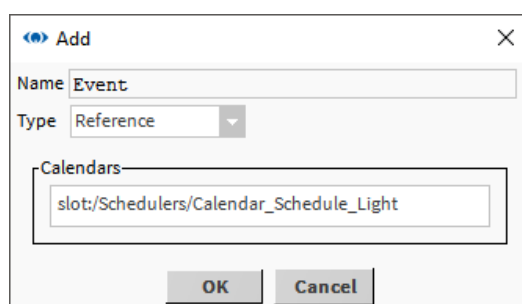 Add
Name Event
Type Reference
Calendars
slot:/Schedulers/Calendar_Schedule_Light
OK Cancel